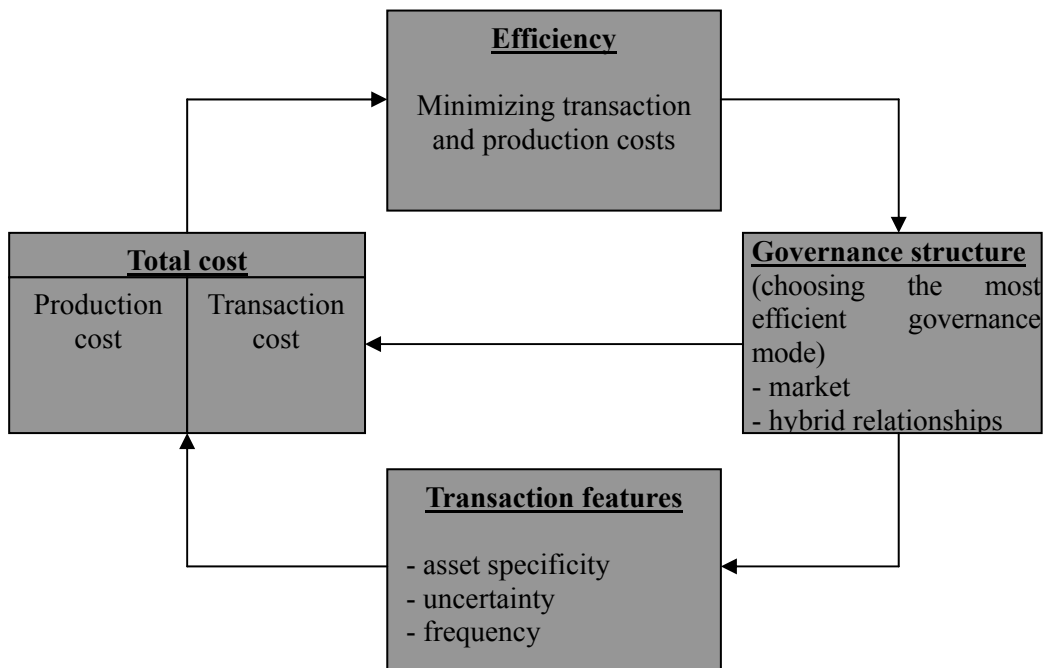 Efficiency
Minimizing transaction
and production costs
Total cost
Production
cost
Transaction
cost
Governance structure
(choosing the most
efficient governance
mode)
- market
- hybrid relationships
Transaction features
- asset specificity
- uncertainty
- frequency